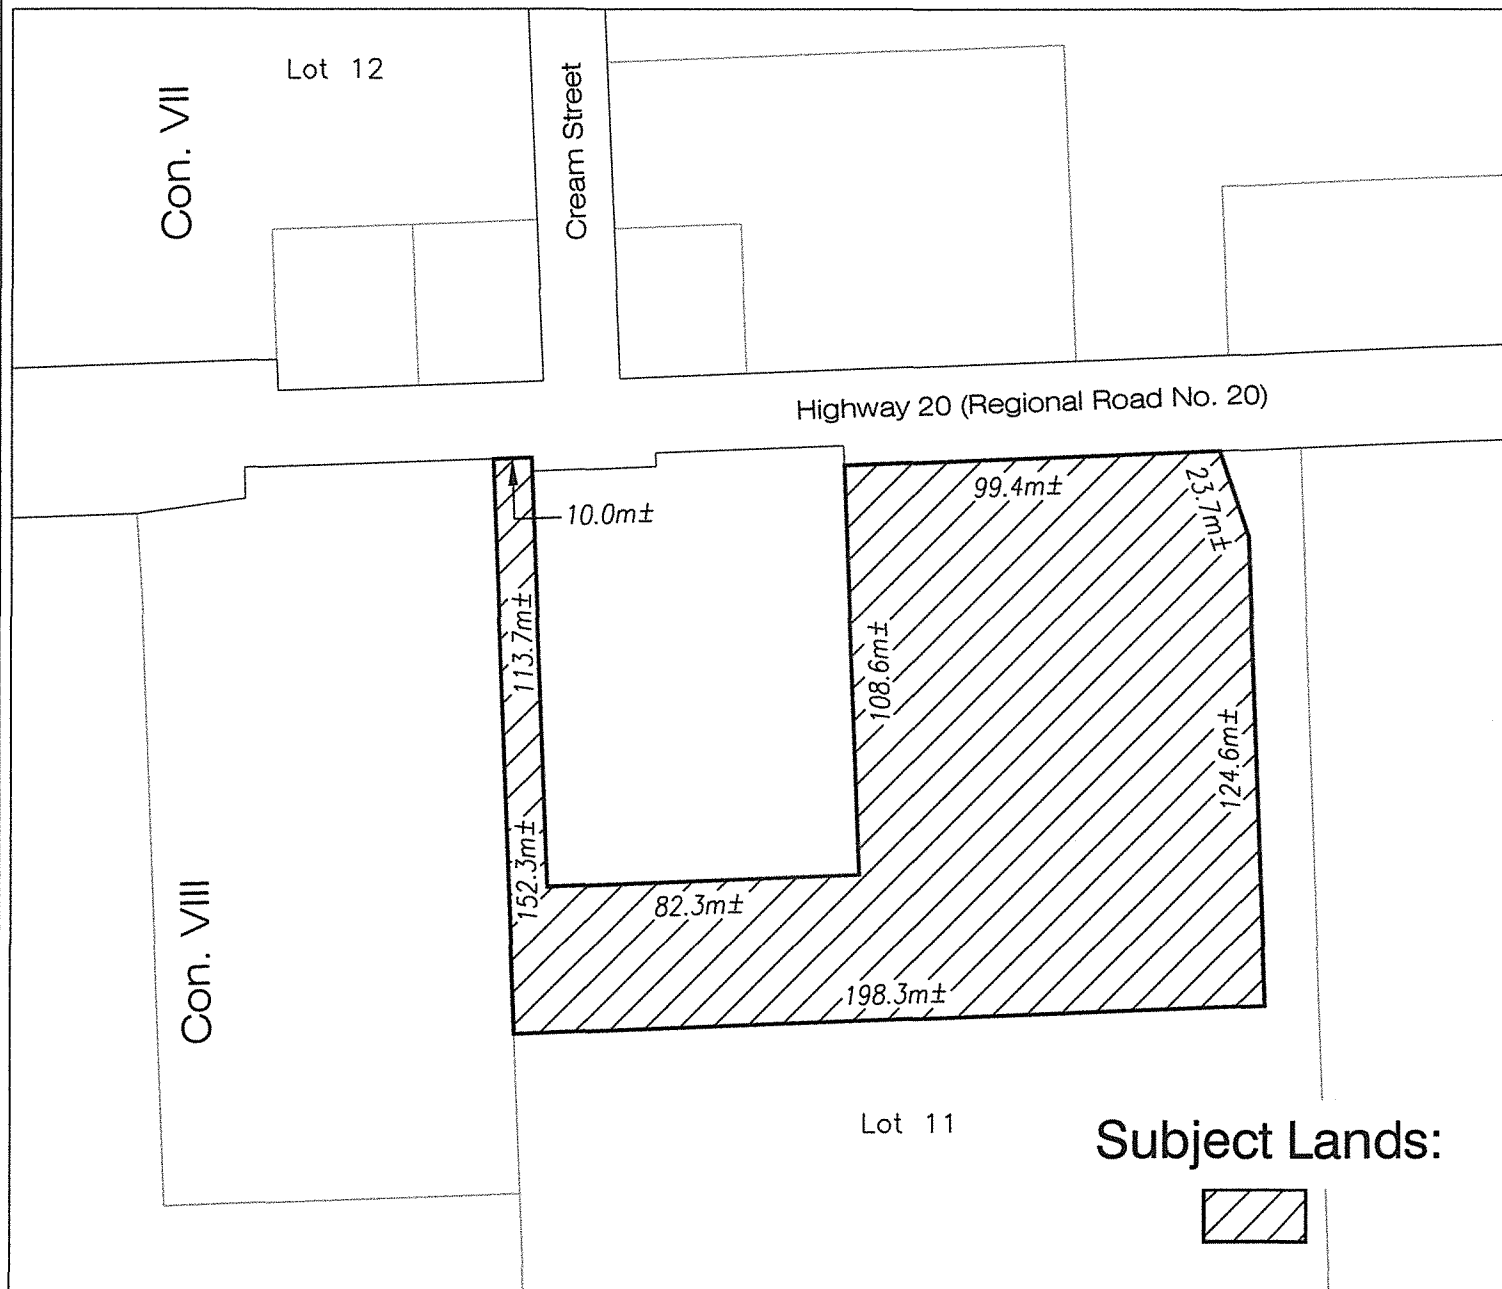 Lot 12
Con. VII
Cream Street
Highway 20 (Regional Road No. 20)
10.0m±
99.4m±
23.7m±
113.7m±
108.6m±
124.6m±
152.3m±
82.3m±
198.3m±
Con. VIII
Lot 11
Subject Lands: